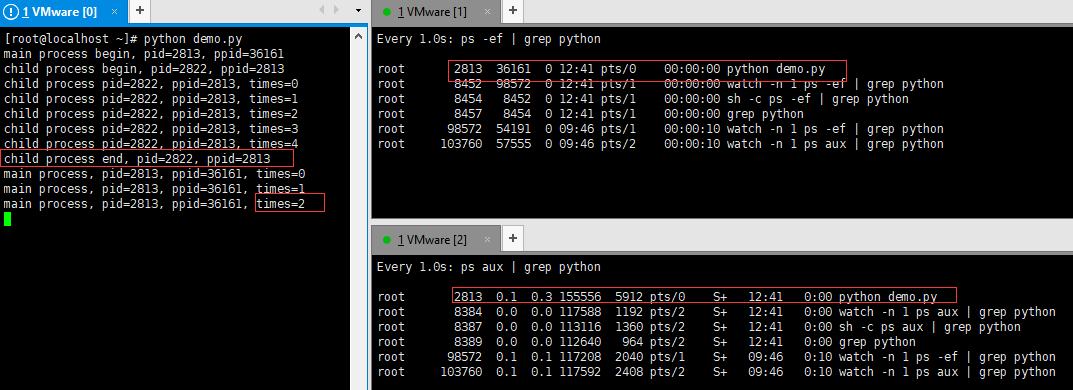 1 VMware [0] × +
[root@localhost ~]# python demo.py
main process begin, pid=2813, ppid=36161
child process begin, pid=2822, ppid=2813
child process pid=2822, ppid=2813, times=0
child process pid=2822, ppid=2813, times=1
child process pid=2822, ppid=2813, times=2
child process pid=2822, ppid=2813, times=3
child process pid=2822, ppid=2813, times=4
child process end, pid=2822, ppid=2813
main process, pid=2813, ppid=36161, times=0
main process, pid=2813, ppid=36161, times=1
main process, pid=2813, ppid=36161, times=2
1 VMware [1] × +
Every 1.0s: ps -ef | grep python
root 2813 36161 0 12:41 pts/0 00:00:00 python demo.py
root 8452 98572 0 12:41 pts/1 00:00:00 watch -n 1 ps -ef | grep python
root 8454 8452 0 12:41 pts/1 00:00:00 sh -c ps -ef | grep python
root 8457 8454 0 12:41 pts/1 00:00:00 grep python
root 98572 54191 0 09:46 pts/1 00:00:10 watch -n 1 ps -ef | grep python
root 103760 57555 0 09:46 pts/2 00:00:10 watch -n 1 ps aux | grep python
1 VMware [2] × +
Every 1.0s: ps aux | grep python
root 2813 0.1 0.3 155556 5912 pts/0 S+ 12:41 0:00 python demo.py
root 8384 0.0 0.0 117588 1192 pts/2 S+ 12:41 0:00 watch -n 1 ps aux | grep python
root 8387 0.0 0.0 113116 1360 pts/2 S+ 12:41 0:00 sh -c ps aux | grep python
root 8389 0.0 0.0 112640 964 pts/2 S+ 12:41 0:00 grep python
root 98572 0.1 0.1 117208 2040 pts/1 S+ 09:46 0:10 watch -n 1 ps -ef | grep python
root 103760 0.1 0.1 117592 2408 pts/2 S+ 09:46 0:10 watch -n 1 ps aux | grep python